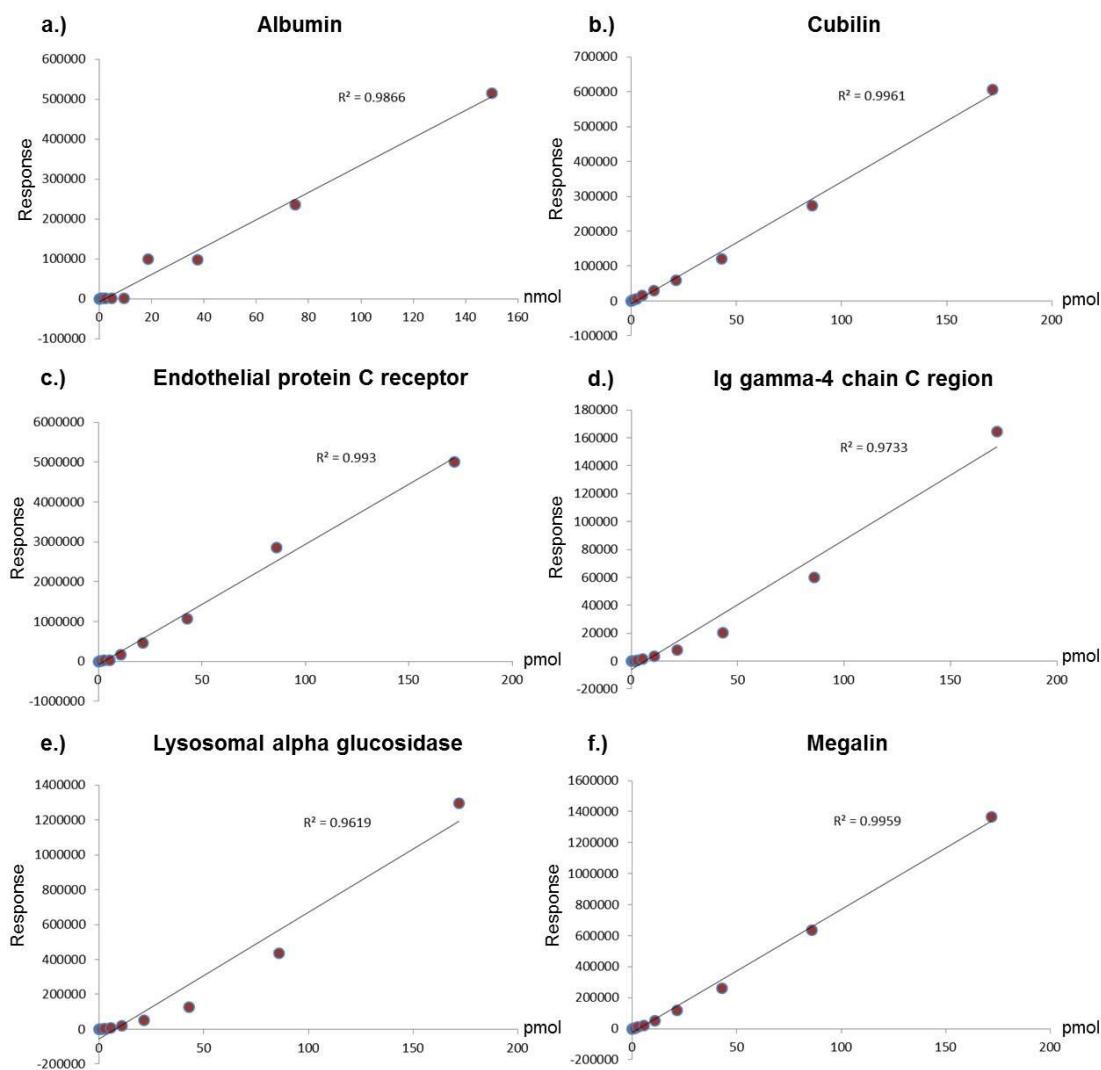 a.) Albumin
600000
500000
400000
300000
200000
100000
0
-100000
Response
R² = 0.9866
0 20 40 60 80 100 120 140 160
nmol
b.) Cubilin
700000
600000
500000
400000
300000
200000
100000
0
-100000
Response
R² = 0.9961
0 50 100 150 200
pmol
c.) Endothelial protein C receptor
6000000
5000000
4000000
3000000
2000000
1000000
0
-1000000
Response
R² = 0.993
0 50 100 150 200
pmol
d.) Ig gamma-4 chain C region
180000
160000
140000
120000
100000
80000
60000
40000
20000
0
-20000
Response
R² = 0.9733
0 50 100 150 200
pmol
e.) Lysosomal alpha glucosidase
1400000
1200000
1000000
800000
600000
400000
200000
0
-200000
Response
R² = 0.9619
0 50 100 150 200
pmol
f.) Megalin
1600000
1400000
1200000
1000000
800000
600000
400000
200000
0
-200000
Response
R² = 0.9959
0 50 100 150 200
pmol